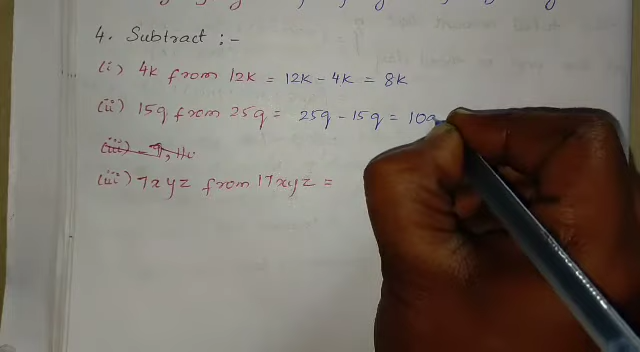 4. Subtract :-
(i) 4k from 12k = 12k - 4k = 8k
(ii) 15q from 25q = 25q - 15q = 10q
(iii)
(iii) 7xyz from 17xyz =